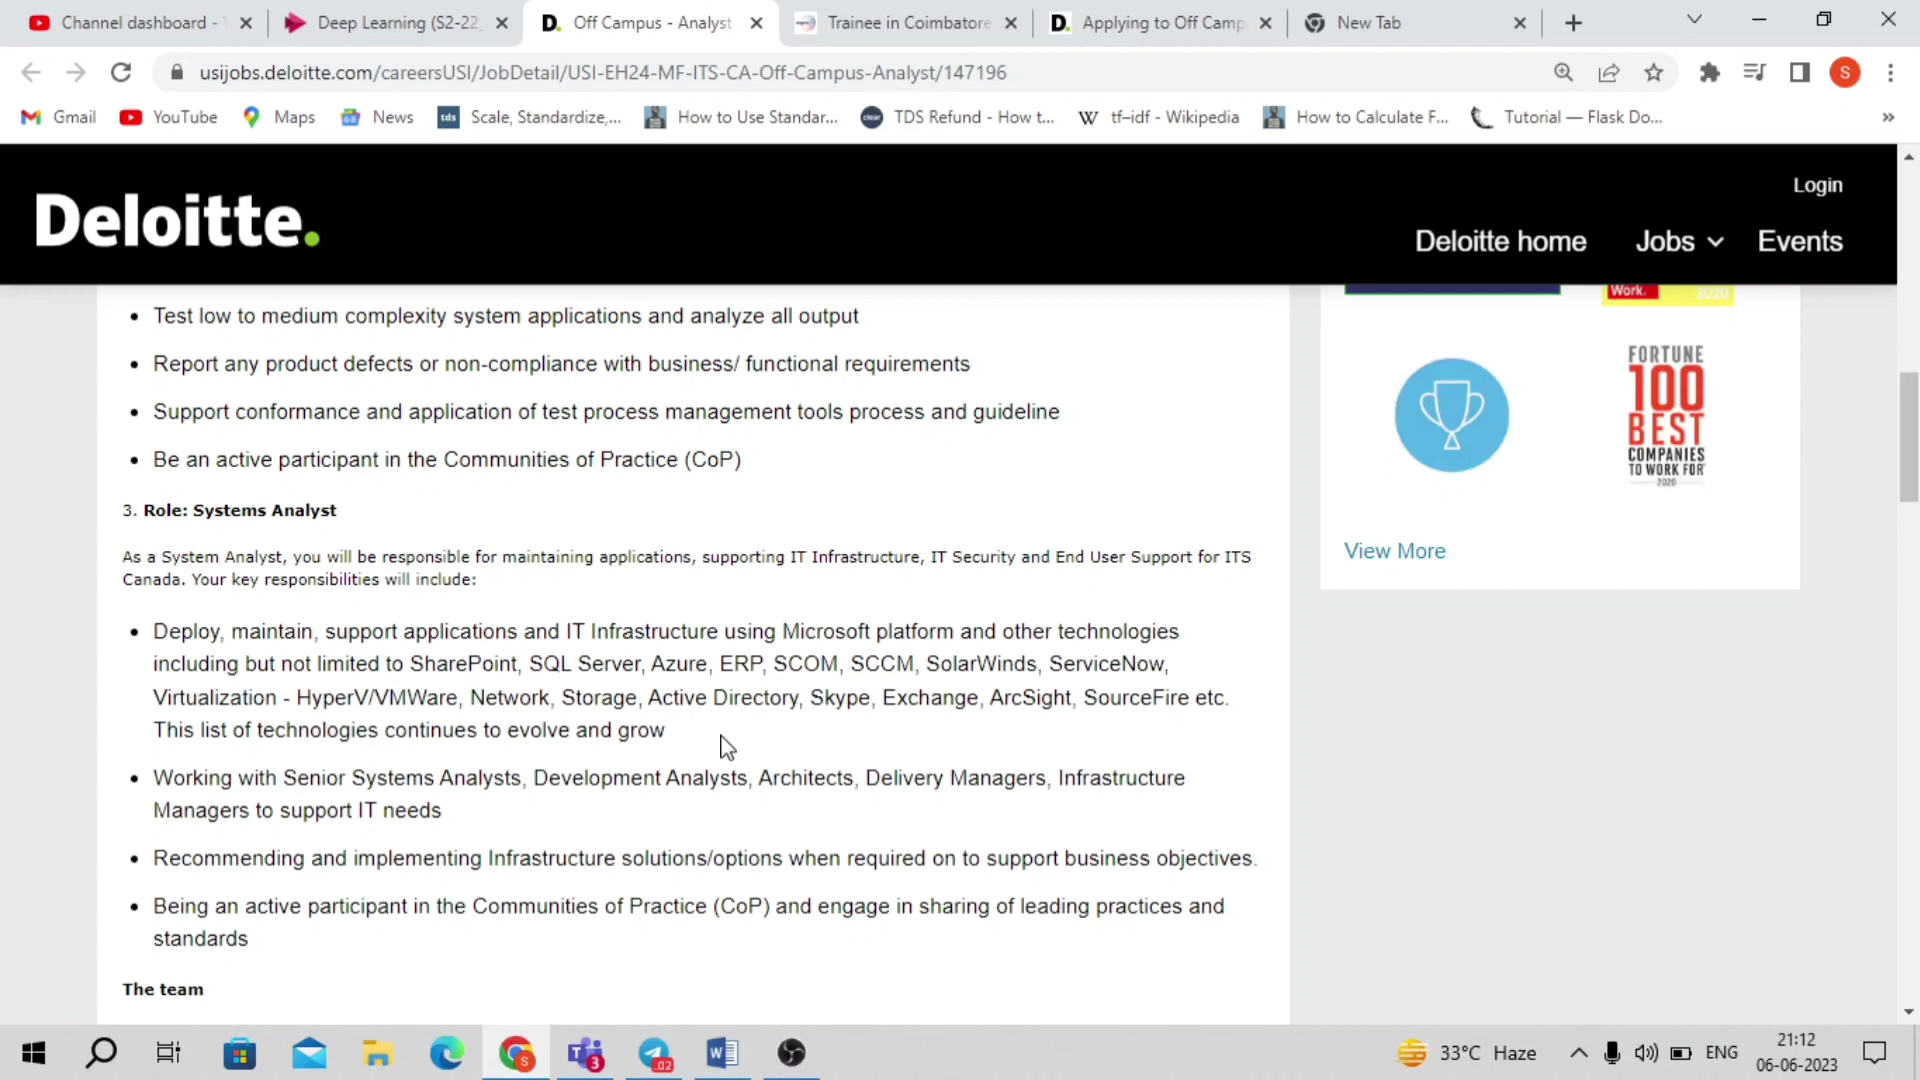 Channel dashboard -
Deep Learning (S2-22_
Off Campus - Analyst
Trainee in Coimbatore
Applying to Off Camp
New Tab
usijobs.deloitte.com/careersUSI/JobDetail/USI-EH24-MF-ITS-CA-Off-Campus-Analyst/147196
S
Gmail
YouTube
Maps
News
tds Scale, Standardize,...
How to Use Standar...
clear TDS Refund - How t...
W tf–idf - Wikipedia
How to Calculate F...
Tutorial — Flask Do...
»
Login
Deloitte.
Deloitte home
Jobs
Events
Work.
2020
• Test low to medium complexity system applications and analyze all output
• Report any product defects or non-compliance with business/ functional requirements
• Support conformance and application of test process management tools process and guideline
• Be an active participant in the Communities of Practice (CoP)
FORTUNE
100
BEST
COMPANIES
TO WORK FOR
2020
View More
3. Role: Systems Analyst
As a System Analyst, you will be responsible for maintaining applications, supporting IT Infrastructure, IT Security and End User Support for ITS
Canada. Your key responsibilities will include:
• Deploy, maintain, support applications and IT Infrastructure using Microsoft platform and other technologies
including but not limited to SharePoint, SQL Server, Azure, ERP, SCOM, SCCM, SolarWinds, ServiceNow,
Virtualization - HyperV/VMWare, Network, Storage, Active Directory, Skype, Exchange, ArcSight, SourceFire etc.
This list of technologies continues to evolve and grow
• Working with Senior Systems Analysts, Development Analysts, Architects, Delivery Managers, Infrastructure
Managers to support IT needs
• Recommending and implementing Infrastructure solutions/options when required on to support business objectives.
• Being an active participant in the Communities of Practice (CoP) and engage in sharing of leading practices and
standards
The team
S
3
.02
33°C Haze
ENG
21:12
06-06-2023